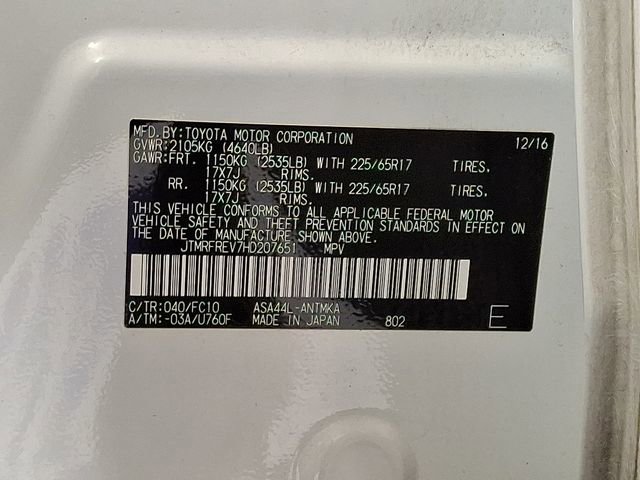 MFD. BY: TOYOTA MOTOR CORPORATION 12/16
GVWR: 2105KG (4640LB)
GAWR: FRT. 1150KG (2535LB) WITH 225/65R17 TIRES.
17X7J RIMS.
RR. 1150KG (2535LB) WITH 225/65R17 TIRES.
17X7J RIMS.
THIS VEHICLE CONFORMS TO ALL APPLICABLE FEDERAL MOTOR
VEHICLE SAFETY AND THEFT PREVENTION STANDARDS IN EFFECT ON
THE DATE OF MANUFACTURE SHOWN ABOVE.
JTMRFREV7HD207651 MPV
C/TR: 040/FC10 ASA44L-ANTMKA
A/TM: -03A/U760F MADE IN JAPAN 802 E